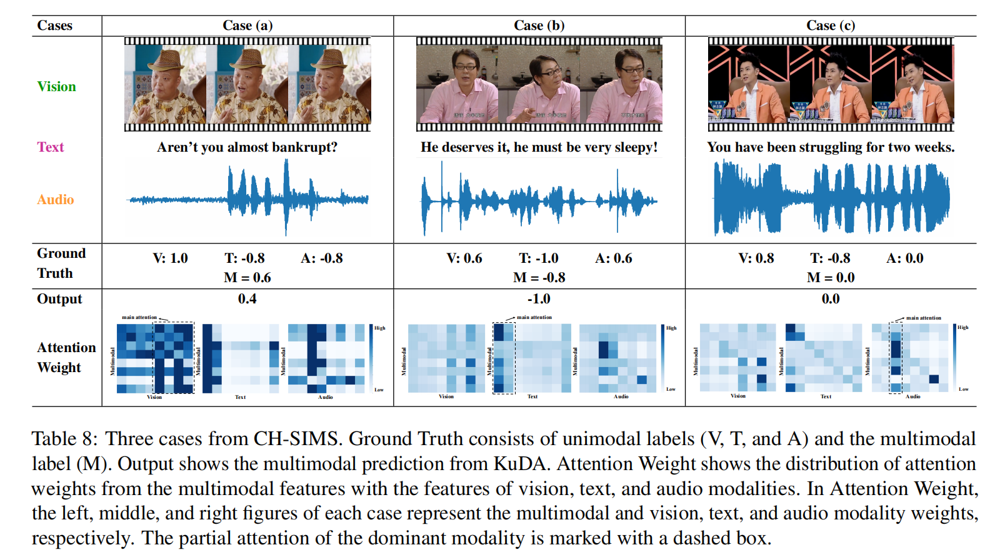 Cases Case (a) Case (b) Case (c)
Vision
Text Aren't you almost bankrupt? He deserves it, he must be very sleepy! You have been struggling for two weeks.
Audio
Ground Truth
V: 1.0 T: -0.8 A: -0.8
M = 0.6
V: 0.6 T: -1.0 A: 0.6
M = -0.8
V: 0.8 T: -0.8 A: 0.0
M = 0.0
Output 0.4 -1.0 0.0
Attention
Weight
main attention
High
Low
Multimodal Multimodal Multimodal
Vision Text Audio
main attention
High
Low
Multimodal Multimodal Multimodal
Vision Text Audio
main attention
High
Low
Multimodal Multimodal Multimodal
Vision Text Audio
Table 8: Three cases from CH-SIMS. Ground Truth consists of unimodal labels (V, T, and A) and the multimodal
label (M). Output shows the multimodal prediction from KuDA. Attention Weight shows the distribution of attention
weights from the multimodal features with the features of vision, text, and audio modalities. In Attention Weight,
the left, middle, and right figures of each case represent the multimodal and vision, text, and audio modality weights,
respectively. The partial attention of the dominant modality is marked with a dashed box.